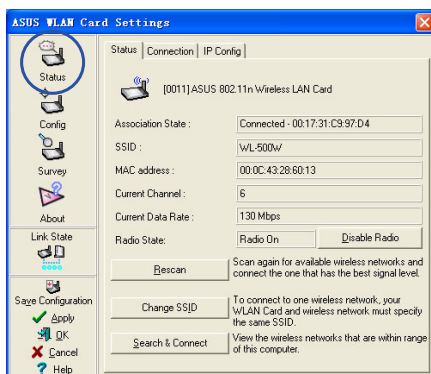 ASUS WLAN Card Settings
Status
Config
Survey
About
Link State
Save Configuration
Apply
OK
Cancel
Help
Status Connection IP Config
[0011] ASUS 802.11n Wireless LAN Card
Association State : Connected - 00:17:31:C9:97:D4
SSID : WL-500W
MAC address : 00:0C:43:28:60:13
Current Channel : 6
Current Data Rate : 130 Mbps
Radio State: Radio On Disable Radio
Rescan
Scan again for available wireless networks and
connect the one that has the best signal level.
Change SSID
To connect to one wireless network, your
WLAN Card and wireless network must specify
the same SSID.
Search & Connect
View the wireless networks that are within range
of this computer.